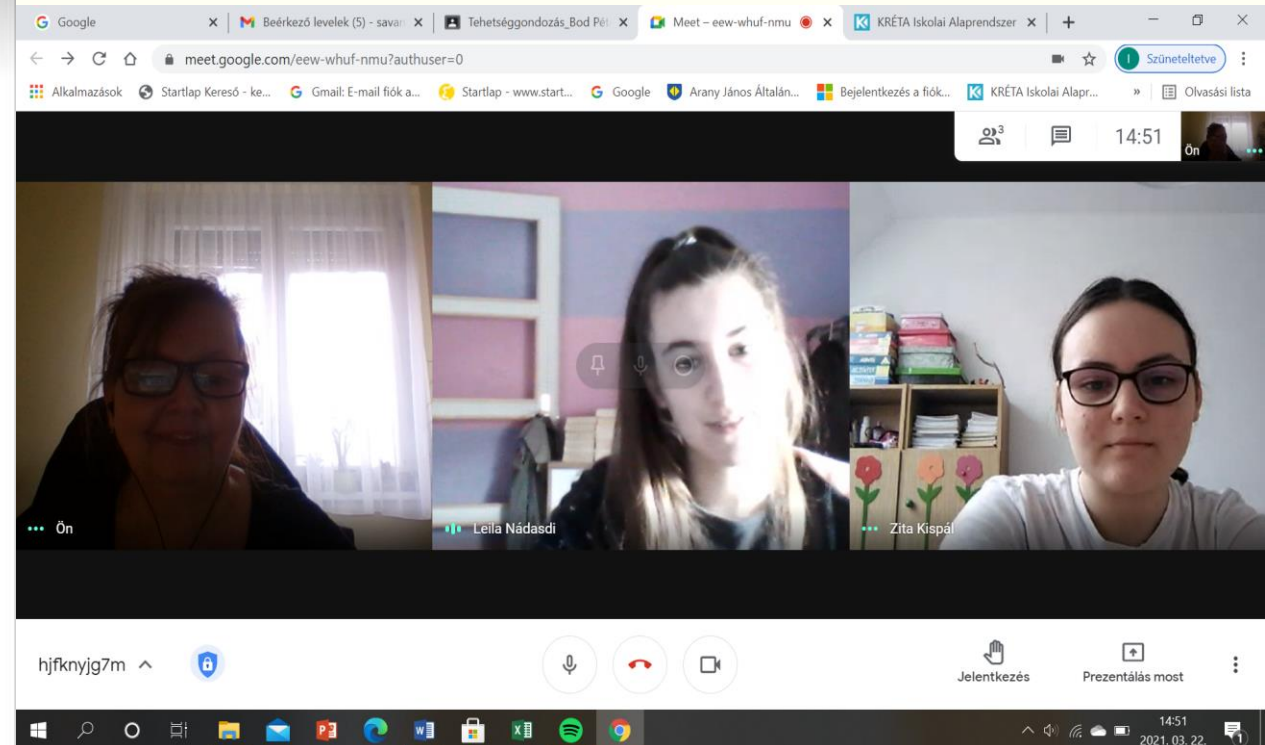 Google
Beérkező levelek (5) - savan
Tehetséggondozás_Bod Pét
Meet – eew-whuf-nmu
KRÉTA Iskolai Alaprendszer
meet.google.com/eew-whuf-nmu?authuser=0
Szüneteltetve
Alkalmazások
Startlap Kereső - ke...
Gmail: E-mail fiók a...
Startlap - www.start...
Google
Arany János Általán...
Bejelentkezés a fiók...
KRÉTA Iskolai Alapr...
»
Olvasási lista
3
14:51
Ön
Ön
Leila Nádasdi
Zita Kispál
hjfknyjg7m
Jelentkezés
Prezentálás most
14:51
2021. 03. 22.
1